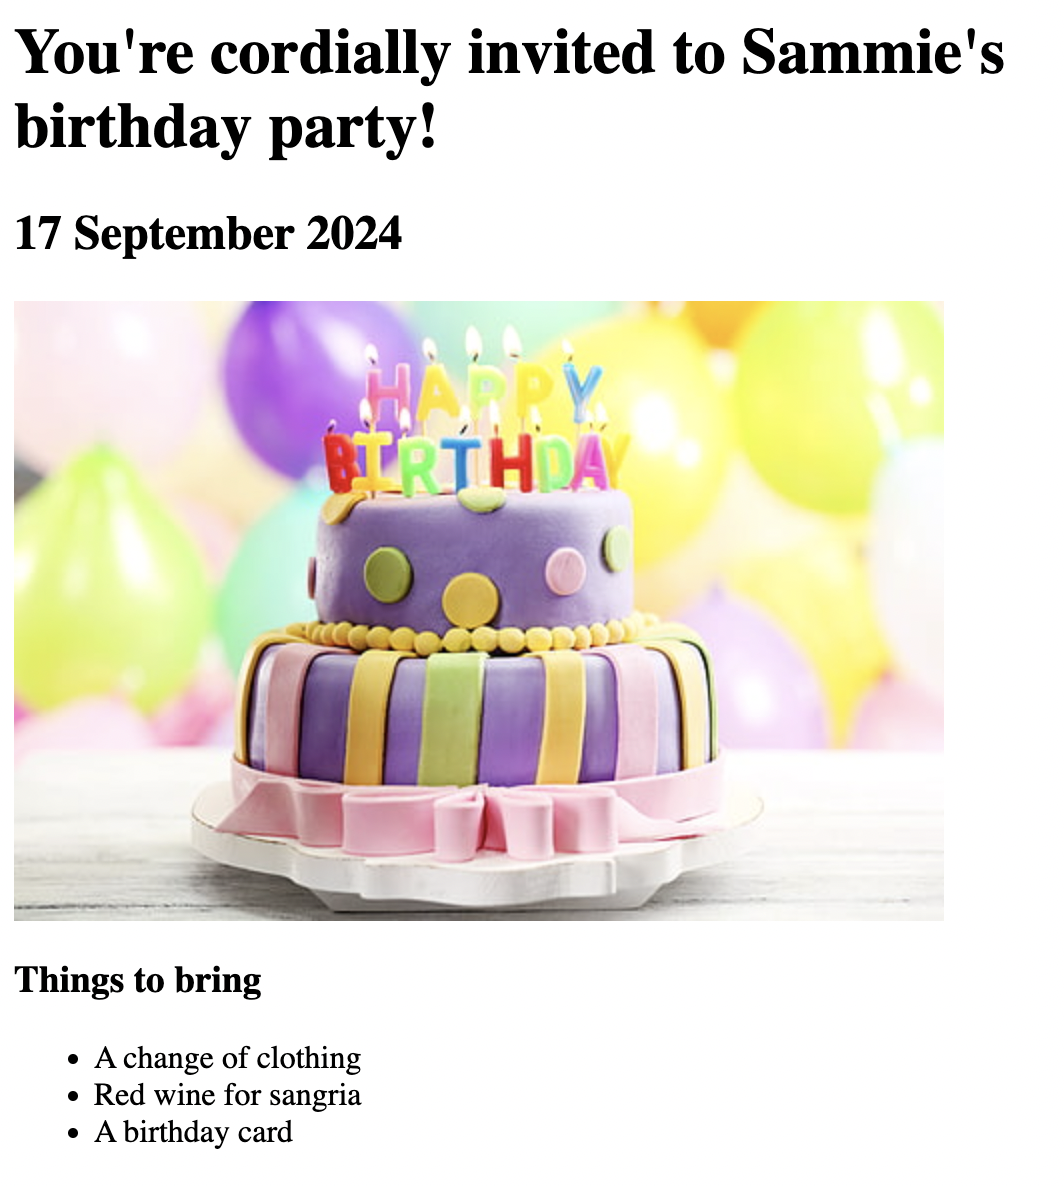 You're cordially invited to Sammie's
birthday party!
17 September 2024
HAPPY
BIRTHDAY
Things to bring
A change of clothing
Red wine for sangria
A birthday card